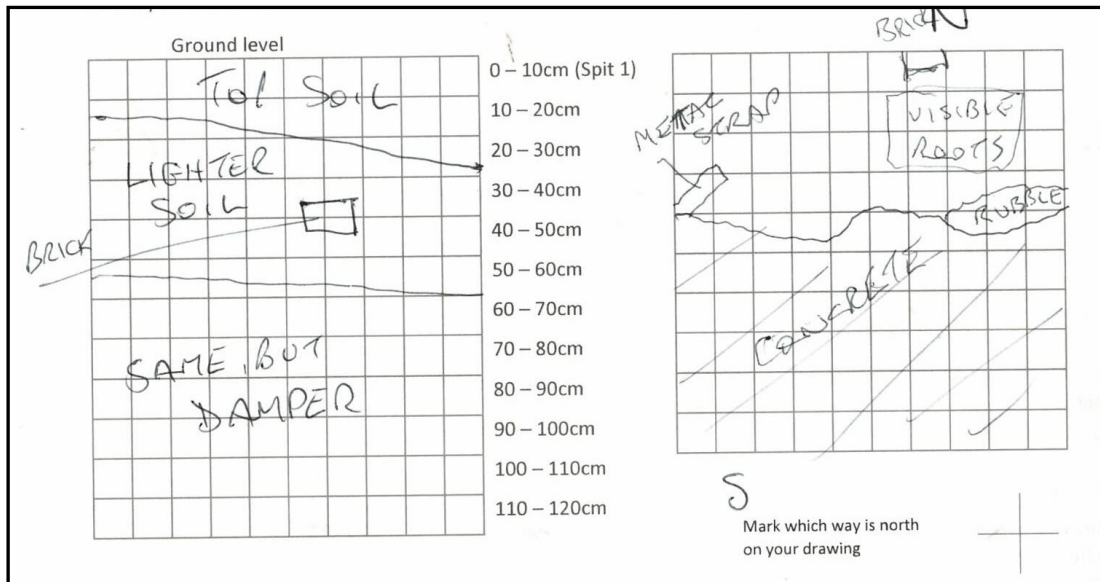 Ground level
TOP SOIL
LIGHTER
SOIL
BRICK
SAME, BUT
DAMPER
0 – 10cm (Spit 1)
10 – 20cm
20 – 30cm
30 – 40cm
40 – 50cm
50 – 60cm
60 – 70cm
70 – 80cm
80 – 90cm
90 – 100cm
100 – 110cm
110 – 120cm
BRICK
N
METAL
SCRAP
VISIBLE
ROOTS
RUBBLE
CONCRETE
S
Mark which way is north
on your drawing